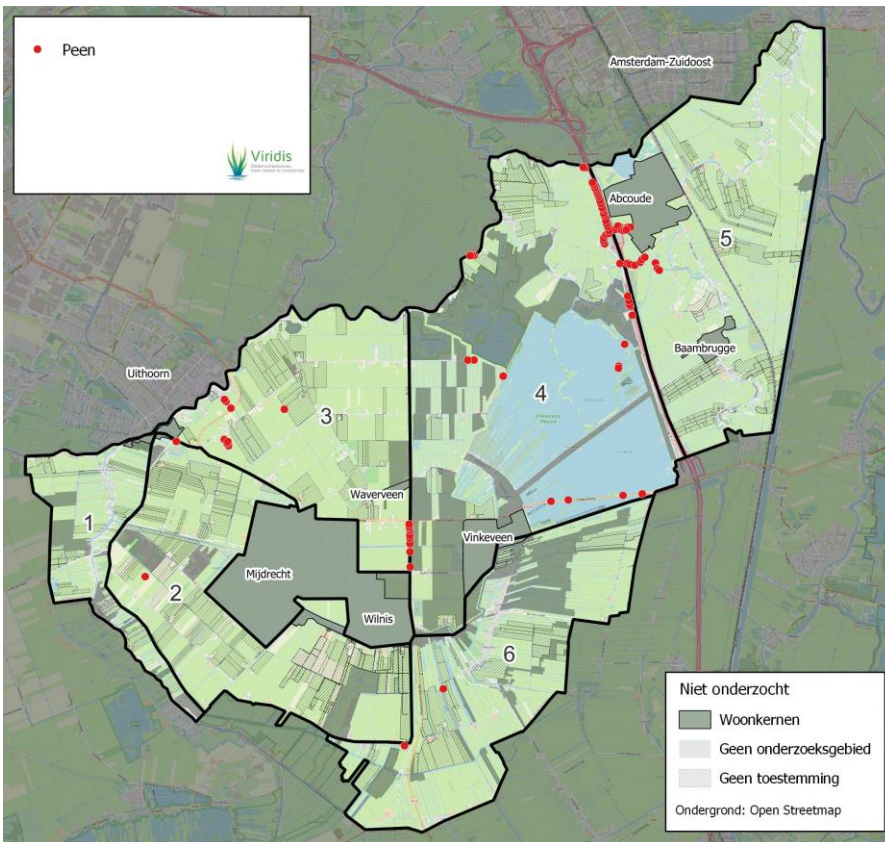 Peen
Viridis
Amsterdam-Zuidoost
Abcoude
5
Baambrugge
Uithoorn
3
4
Waverveen
1
Vinkeveen
Mijdrecht
2
Wilnis
6
Niet onderzocht
Woonkernen
Geen onderzoeksgebied
Geen toestemming
Ondergrond: Open Streetmap